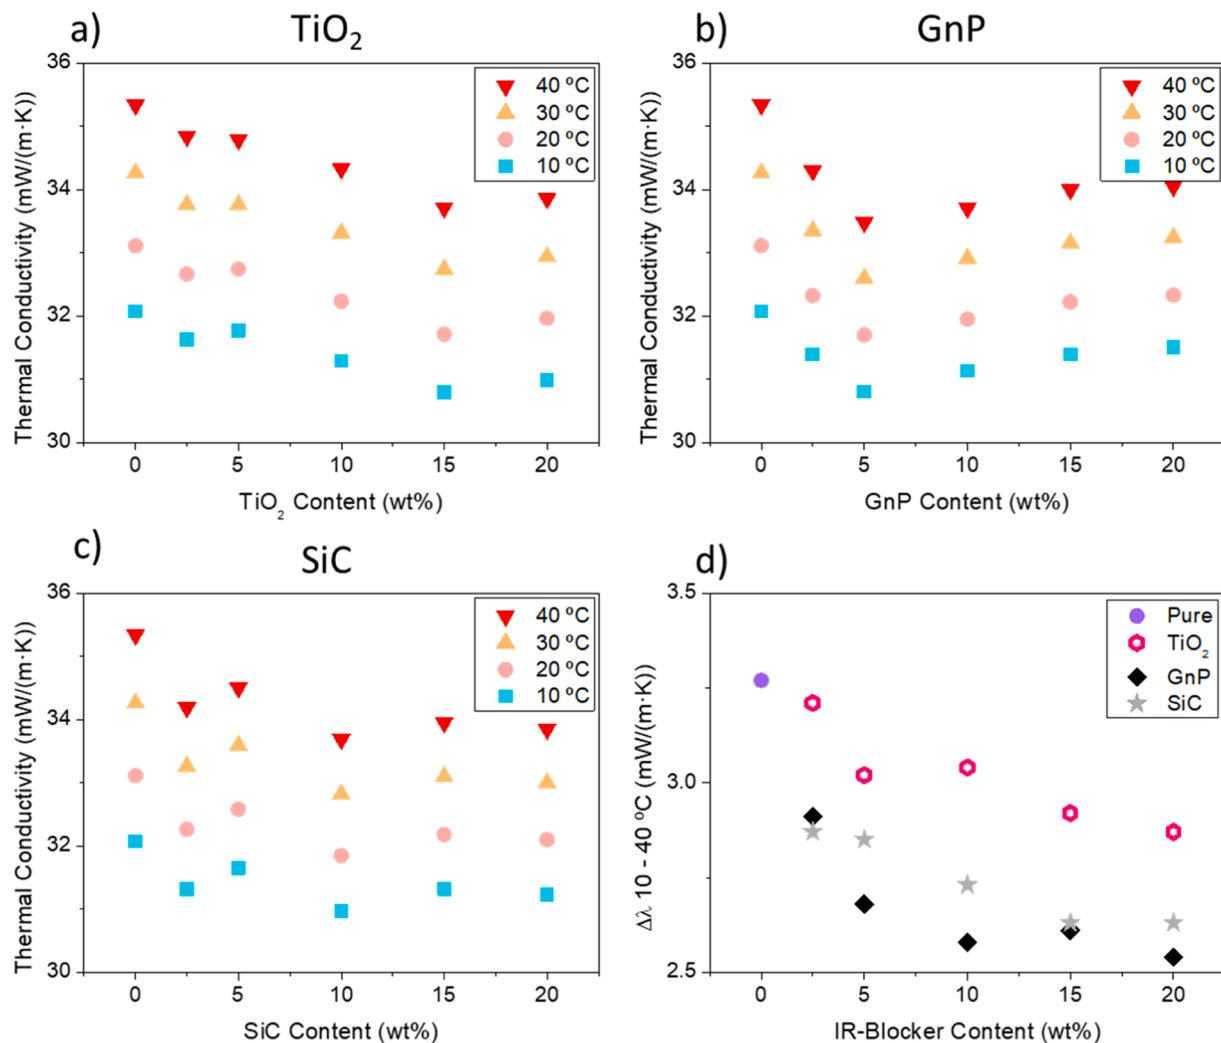 a) TiO₂
36
34
32
30
Thermal Conductivity (mW/(m·K))
40 ºC
30 ºC
20 ºC
10 ºC
0 5 10 15 20
TiO₂ Content (wt%)
b) GnP
36
34
32
30
Thermal Conductivity (mW/(m·K))
40 ºC
30 ºC
20 ºC
10 ºC
0 5 10 15 20
GnP Content (wt%)
c) SiC
36
34
32
30
Thermal Conductivity (mW/(m·K))
40 ºC
30 ºC
20 ºC
10 ºC
0 5 10 15 20
SiC Content (wt%)
d)
3.5
3.0
2.5
Δλ 10 - 40 ºC (mW/(m·K))
Pure
TiO₂
GnP
SiC
0 5 10 15 20
IR-Blocker Content (wt%)